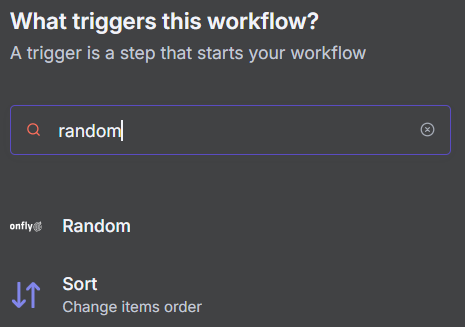 What triggers this workflow?
A trigger is a step that starts your workflow
random
onfly
Random
Sort
Change items order